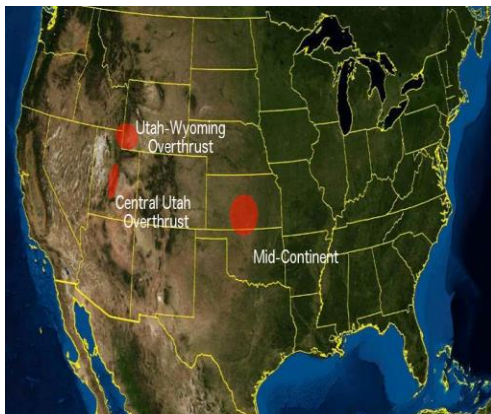 Utah-Wyoming
Overthrust
Central Utah
Overthrust
Mid-Continent